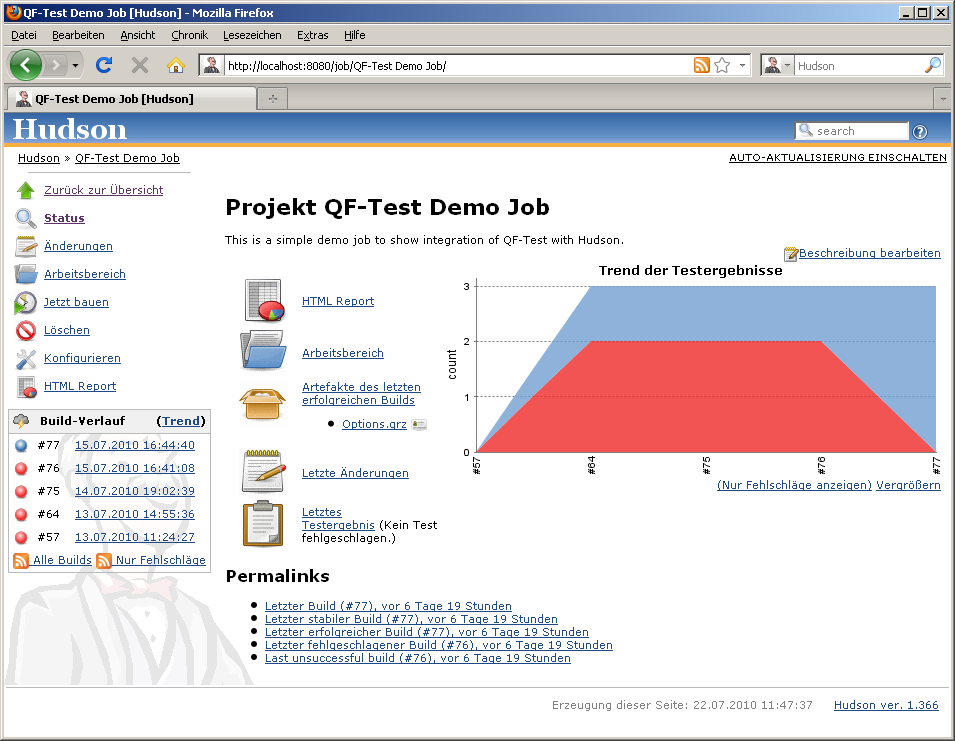 QF-Test Demo Job [Hudson] - Mozilla Firefox
Datei Bearbeiten Ansicht Chronik Lesezeichen Extras Hilfe
http://localhost:8080/job/QF-Test Demo Job/
Hudson
QF-Test Demo Job [Hudson]
Hudson
search
Hudson » QF-Test Demo Job
AUTO-AKTUALISIERUNG EINSCHALTEN
Zurück zur Übersicht
Status
Änderungen
Arbeitsbereich
Jetzt bauen
Löschen
Konfigurieren
HTML Report
Build-Verlauf (Trend)
#77 15.07.2010 16:44:40
#76 15.07.2010 16:41:08
#75 14.07.2010 19:02:39
#64 13.07.2010 14:55:36
#57 13.07.2010 11:24:27
Alle Builds Nur Fehlschläge
Projekt QF-Test Demo Job
This is a simple demo job to show integration of QF-Test with Hudson.
Beschreibung bearbeiten
HTML Report
Arbeitsbereich
Artefakte des letzten
erfolgreichen Builds
Options.qrz
Letzte Änderungen
Letztes
Testergebnis (Kein Test
fehlgeschlagen.)
Trend der Testergebnisse
count
3
2
1
0
#57 #64 #75 #76 #77
(Nur Fehlschläge anzeigen) Vergrößern
Permalinks
Letzter Build (#77), vor 6 Tage 19 Stunden
Letzter stabiler Build (#77), vor 6 Tage 19 Stunden
Letzter erfolgreicher Build (#77), vor 6 Tage 19 Stunden
Letzter fehlgeschlagener Build (#76), vor 6 Tage 19 Stunden
Last unsuccessful build (#76), vor 6 Tage 19 Stunden
Erzeugung dieser Seite: 22.07.2010 11:47:37 Hudson ver. 1.366